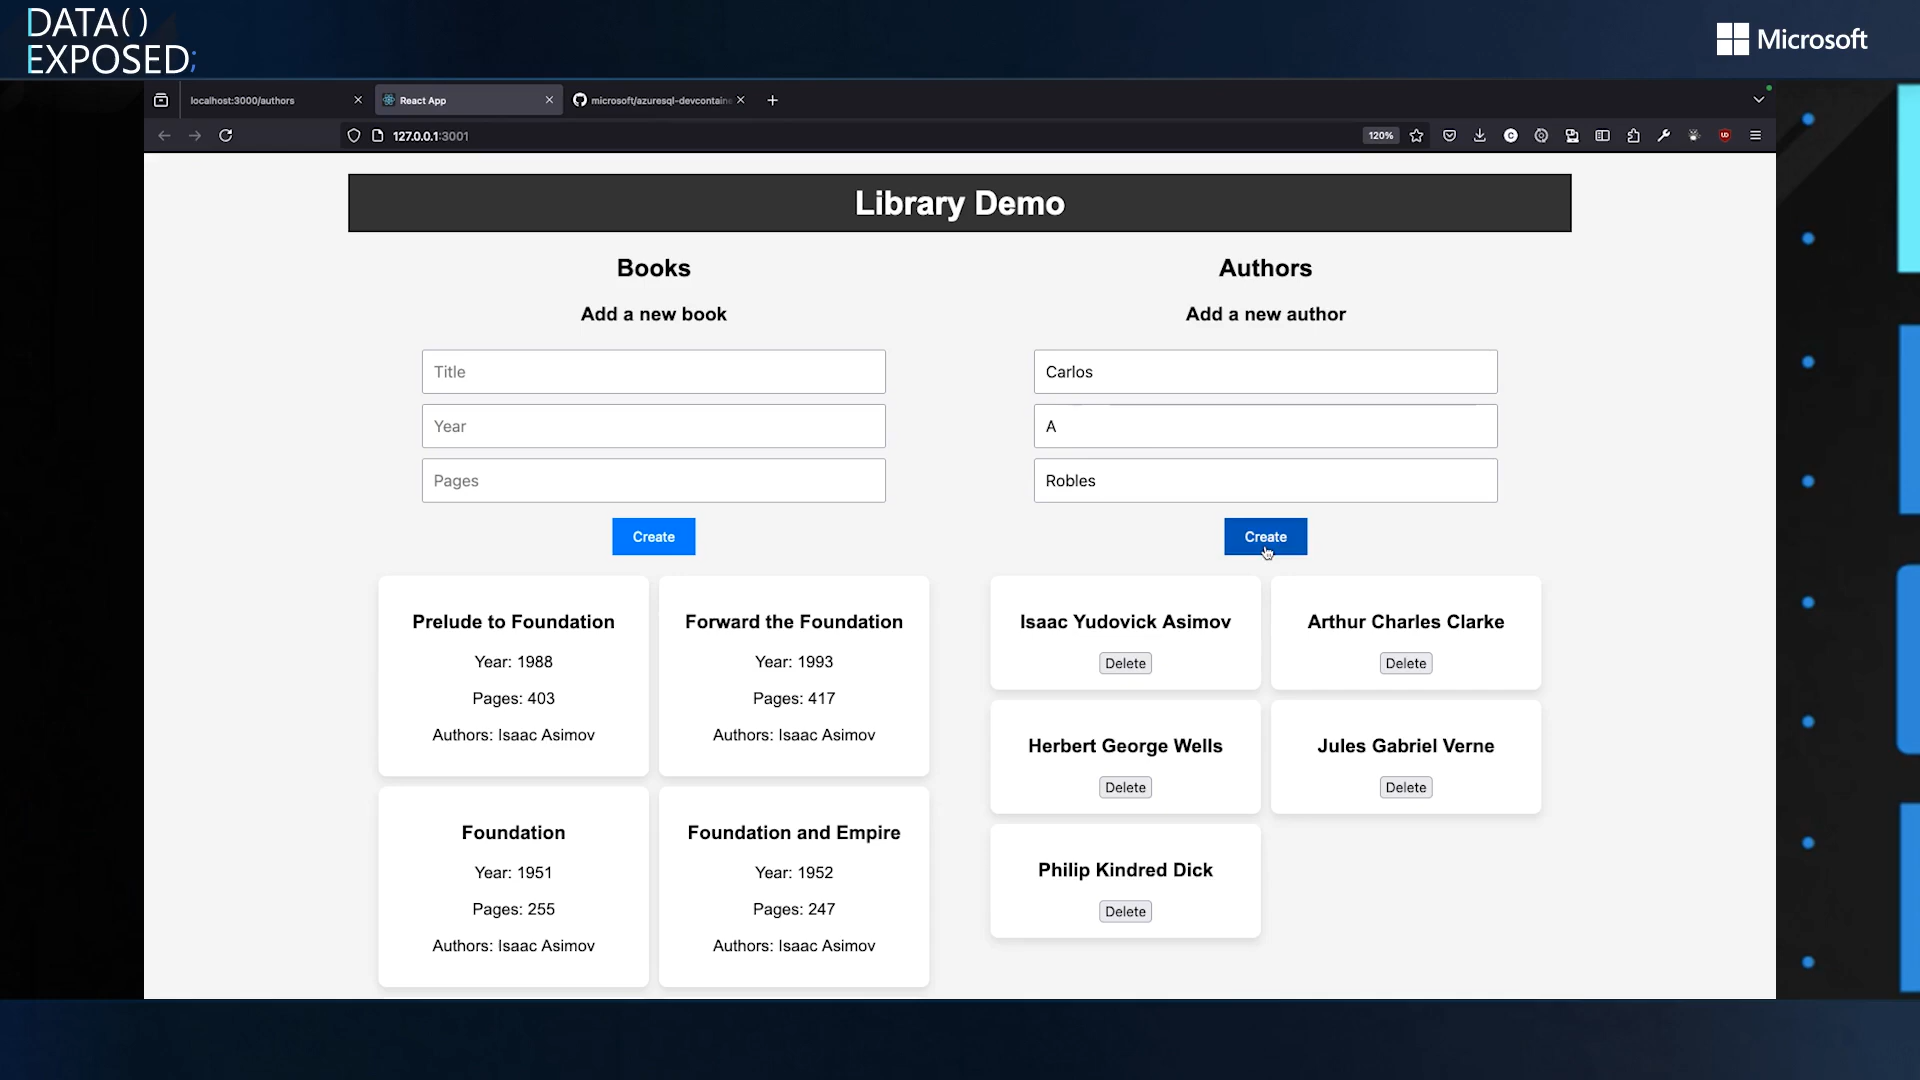 DATA()
EXPOSED;
Microsoft
localhost:3000/authors
React App
microsoft/azuresql-devcontaine
127.0.0.1:3001
120%
Library Demo
Books
Add a new book
Title
Year
Pages
Create
Prelude to Foundation
Year: 1988
Pages: 403
Authors: Isaac Asimov
Forward the Foundation
Year: 1993
Pages: 417
Authors: Isaac Asimov
Foundation
Year: 1951
Pages: 255
Authors: Isaac Asimov
Foundation and Empire
Year: 1952
Pages: 247
Authors: Isaac Asimov
Authors
Add a new author
Carlos
A
Robles
Create
Isaac Yudovick Asimov
Delete
Arthur Charles Clarke
Delete
Herbert George Wells
Delete
Jules Gabriel Verne
Delete
Philip Kindred Dick
Delete